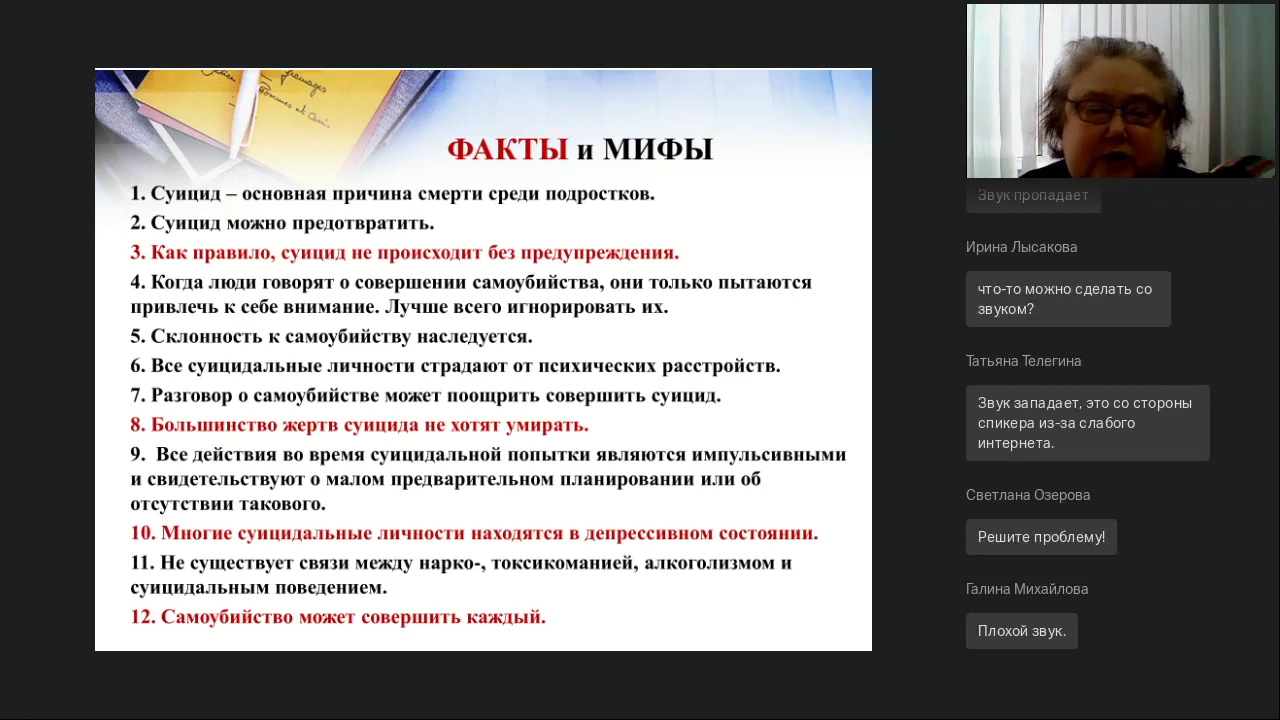 ФАКТЫ и МИФЫ
1. Суицид – основная причина смерти среди подростков.
2. Суицид можно предотвратить.
3. Как правило, суицид не происходит без предупреждения.
4. Когда люди говорят о совершении самоубийства, они только пытаются
привлечь к себе внимание. Лучше всего игнорировать их.
5. Склонность к самоубийству наследуется.
6. Все суицидальные личности страдают от психических расстройств.
7. Разговор о самоубийстве может поощрить совершить суицид.
8. Большинство жертв суицида не хотят умирать.
9.  Все действия во время суицидальной попытки являются импульсивными
и свидетельствуют о малом предварительном планировании или об
отсутствии такового.
10. Многие суицидальные личности находятся в депрессивном состоянии.
11. Не существует связи между нарко-, токсикоманией, алкоголизмом и
суицидальным поведением.
12. Самоубийство может совершить каждый.
Звук пропадает
Ирина Лысакова
что-то можно сделать со
звуком?
Татьяна Телегина
Звук западает, это со стороны
спикера из-за слабого
интернета.
Светлана Озерова
Решите проблему!
Галина Михайлова
Плохой звук.